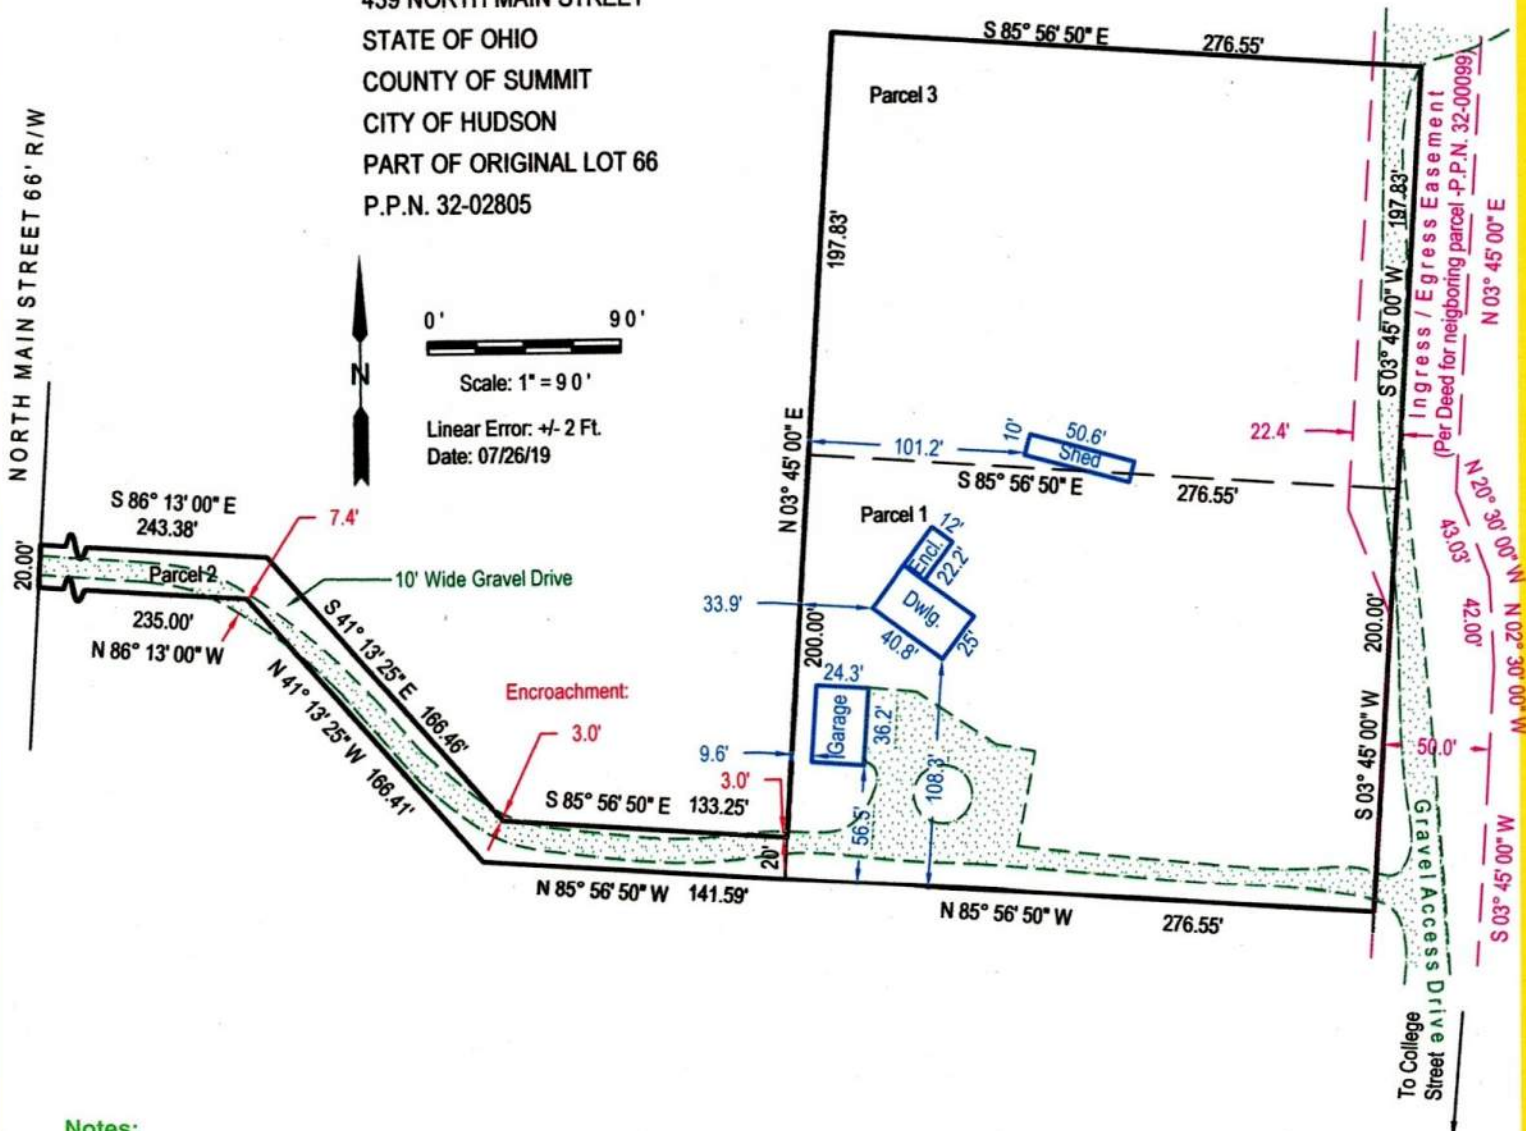 439 NORTH MAIN STREET
STATE OF OHIO
COUNTY OF SUMMIT
CITY OF HUDSON
PART OF ORIGINAL LOT 66
P.P.N. 32-02805
NORTH MAIN STREET 66' R/W
0' 90'
N
Scale: 1" = 90'
Linear Error: +/- 2 Ft.
Date: 07/26/19
S 85° 56' 50" E 276.55'
Parcel 3
197.83'
N 03° 45' 00" E
200.00'
S 03° 45' 00" W 197.83'
Ingress / Egress Easement
(Per Deed for neigboring parcel -P.P.N. 32-00099)
N 03° 45' 00" E
22.4'
101.2'
10'
50.6'
Shed
S 85° 56' 50" E 276.55'
Parcel 1
12'
Encl.
22.2'
Dwlg.
40.8'
25'
33.9'
24.3'
Garage
36.2'
9.6'
3.0'
108.3'
56.5'
20'
N 20° 30' 00" W
43.03'
N 02° 30' 00" W
42.00'
200.00'
S 03° 45' 00" W
50.0'
S 03° 45' 00" W
Gravel Access Drive
To College
Street
S 86° 13' 00" E
243.38'
7.4'
20.00'
Parcel 2
10' Wide Gravel Drive
235.00'
N 86° 13' 00" W
S 41° 13' 25" E 166.46'
N 41° 13' 25" W 166.41'
Encroachment:
3.0'
S 85° 56' 50" E 133.25'
N 85° 56' 50" W 141.59'
N 85° 56' 50" W 276.55'
Notes: